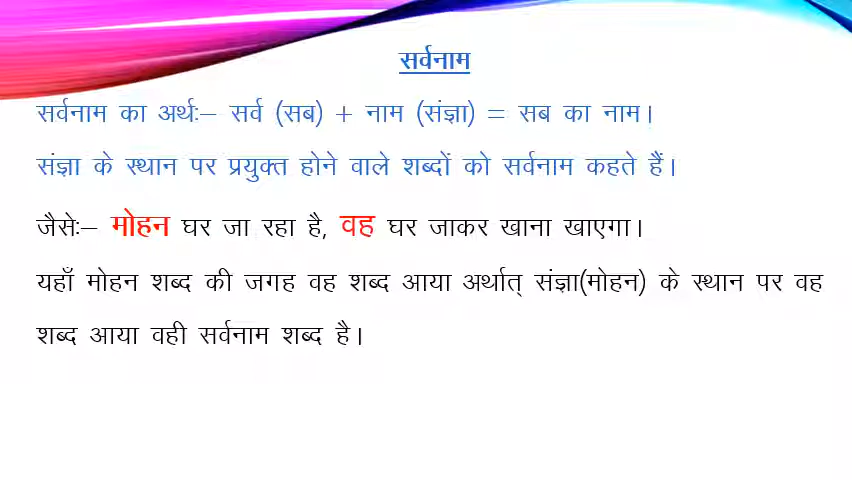 सर्वनाम
सर्वनाम का अर्थः– सर्व (सब) + नाम (संज्ञा) = सब का नाम।
संज्ञा के स्थान पर प्रयुक्त होने वाले शब्दों को सर्वनाम कहते हैं।
जैसेः– मोहन घर जा रहा है, वह घर जाकर खाना खाएगा।
यहाँ मोहन शब्द की जगह वह शब्द आया अर्थात् संज्ञा(मोहन) के स्थान पर वह
शब्द आया वही सर्वनाम शब्द है।